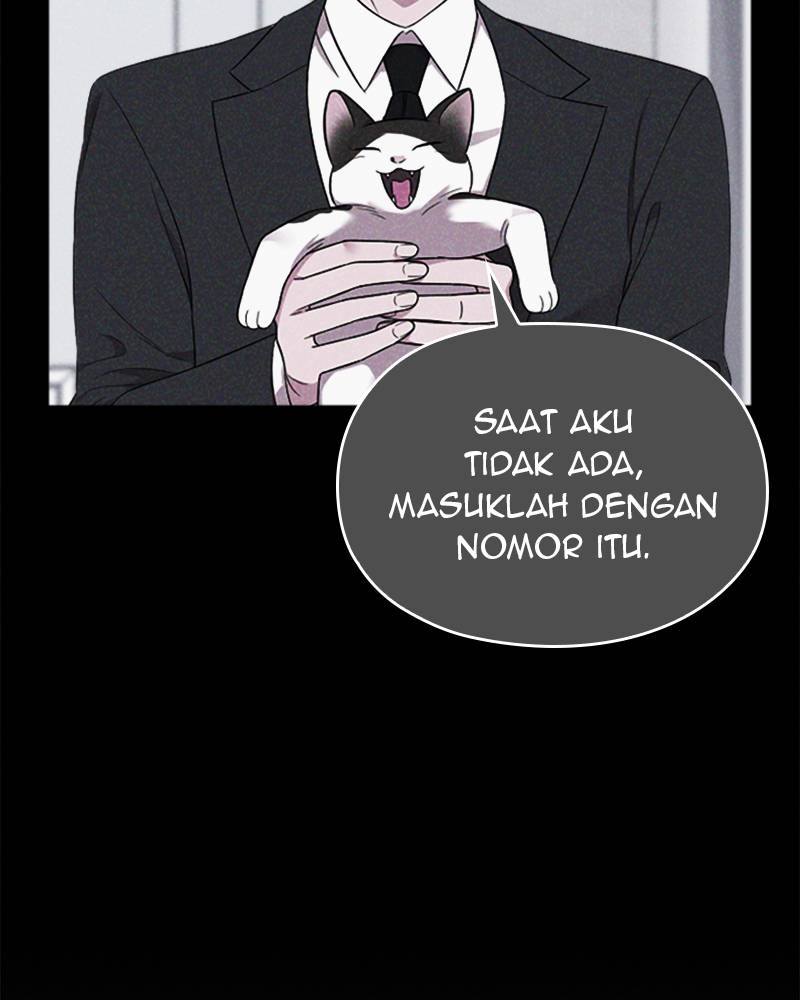 SAAT AKU
TIDAK ADA,
MASUKLAH DENGAN
NOMOR ITU.